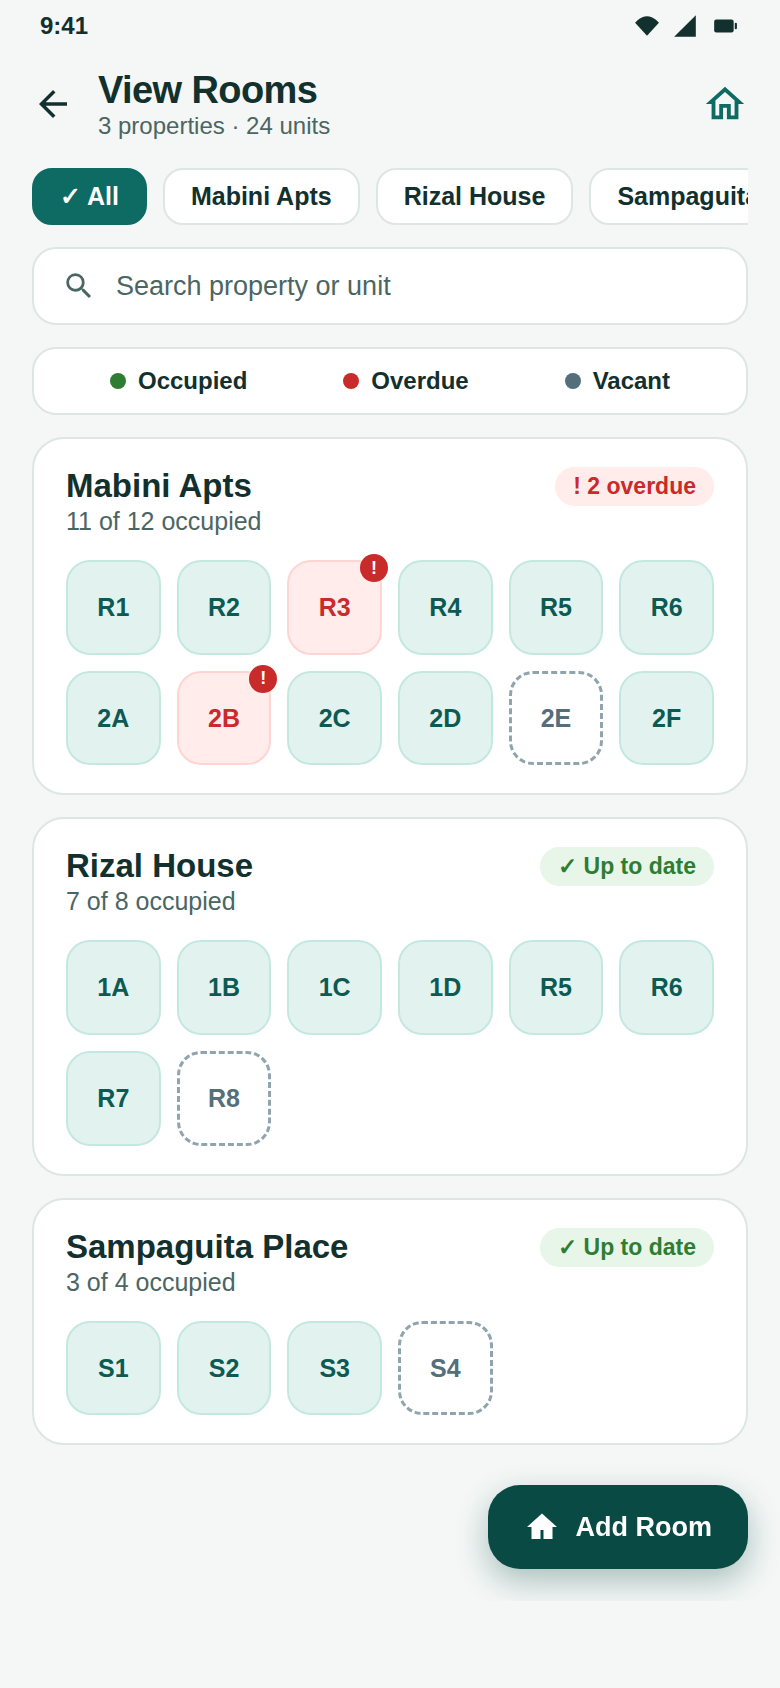 9:41
View Rooms
3 properties · 24 units
✓ All Mabini Apts Rizal House Sampaguita
Search property or unit
Occupied Overdue Vacant
Mabini Apts ! 2 overdue
11 of 12 occupied
R1 R2 R3 ! R4 R5 R6
2A 2B ! 2C 2D 2E 2F
Rizal House ✓ Up to date
7 of 8 occupied
1A 1B 1C 1D R5 R6
R7 R8
Sampaguita Place ✓ Up to date
3 of 4 occupied
S1 S2 S3 S4
Add Room